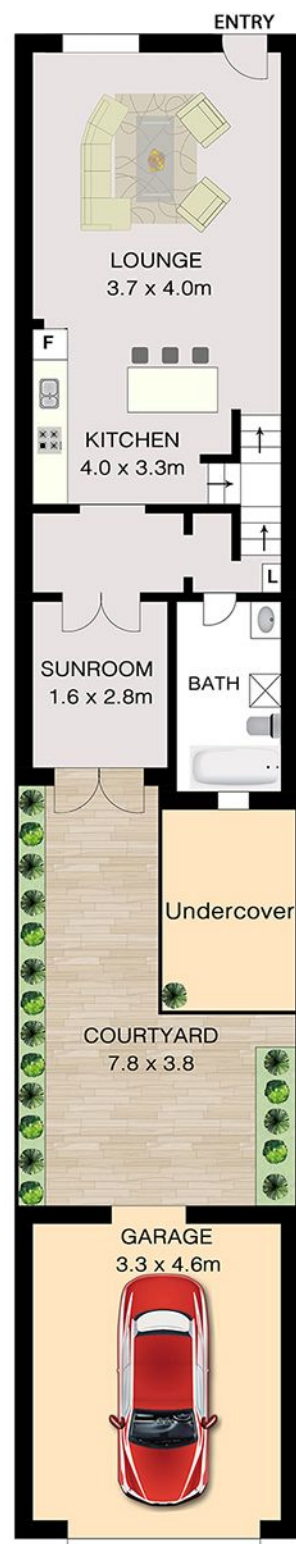 ENTRY
LOUNGE
3.7 x 4.0m
F
KITCHEN
4.0 x 3.3m
L
SUNROOM
1.6 x 2.8m
BATH
Undercover
COURTYARD
7.8 x 3.8
GARAGE
3.3 x 4.6m